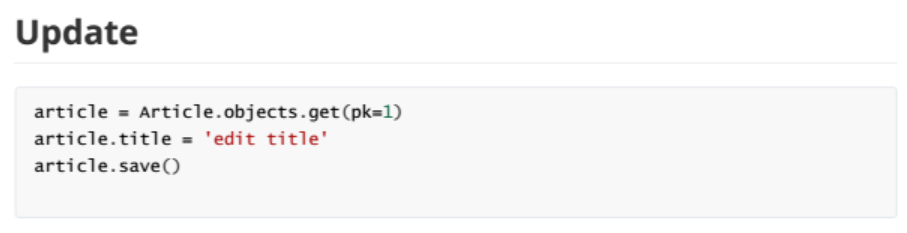 Update
article = Article.objects.get(pk=1)
article.title = 'edit title'
article.save()